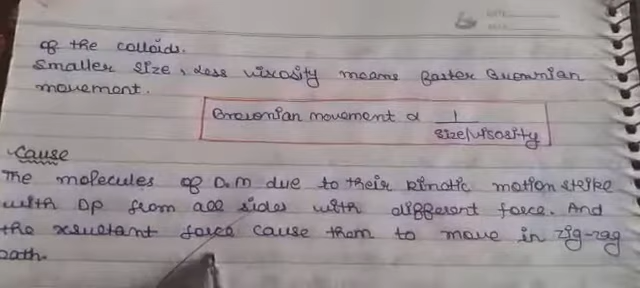 of the colloids.
Smaller size, less viscosity means faster Brownian
movement.
Brownian movement α 1
size/viscosity
Cause
The molecules of D.M due to their kinetic motion strike
with DP from all sides with different force. And
the resultant force cause them to move in zig-zag
path.